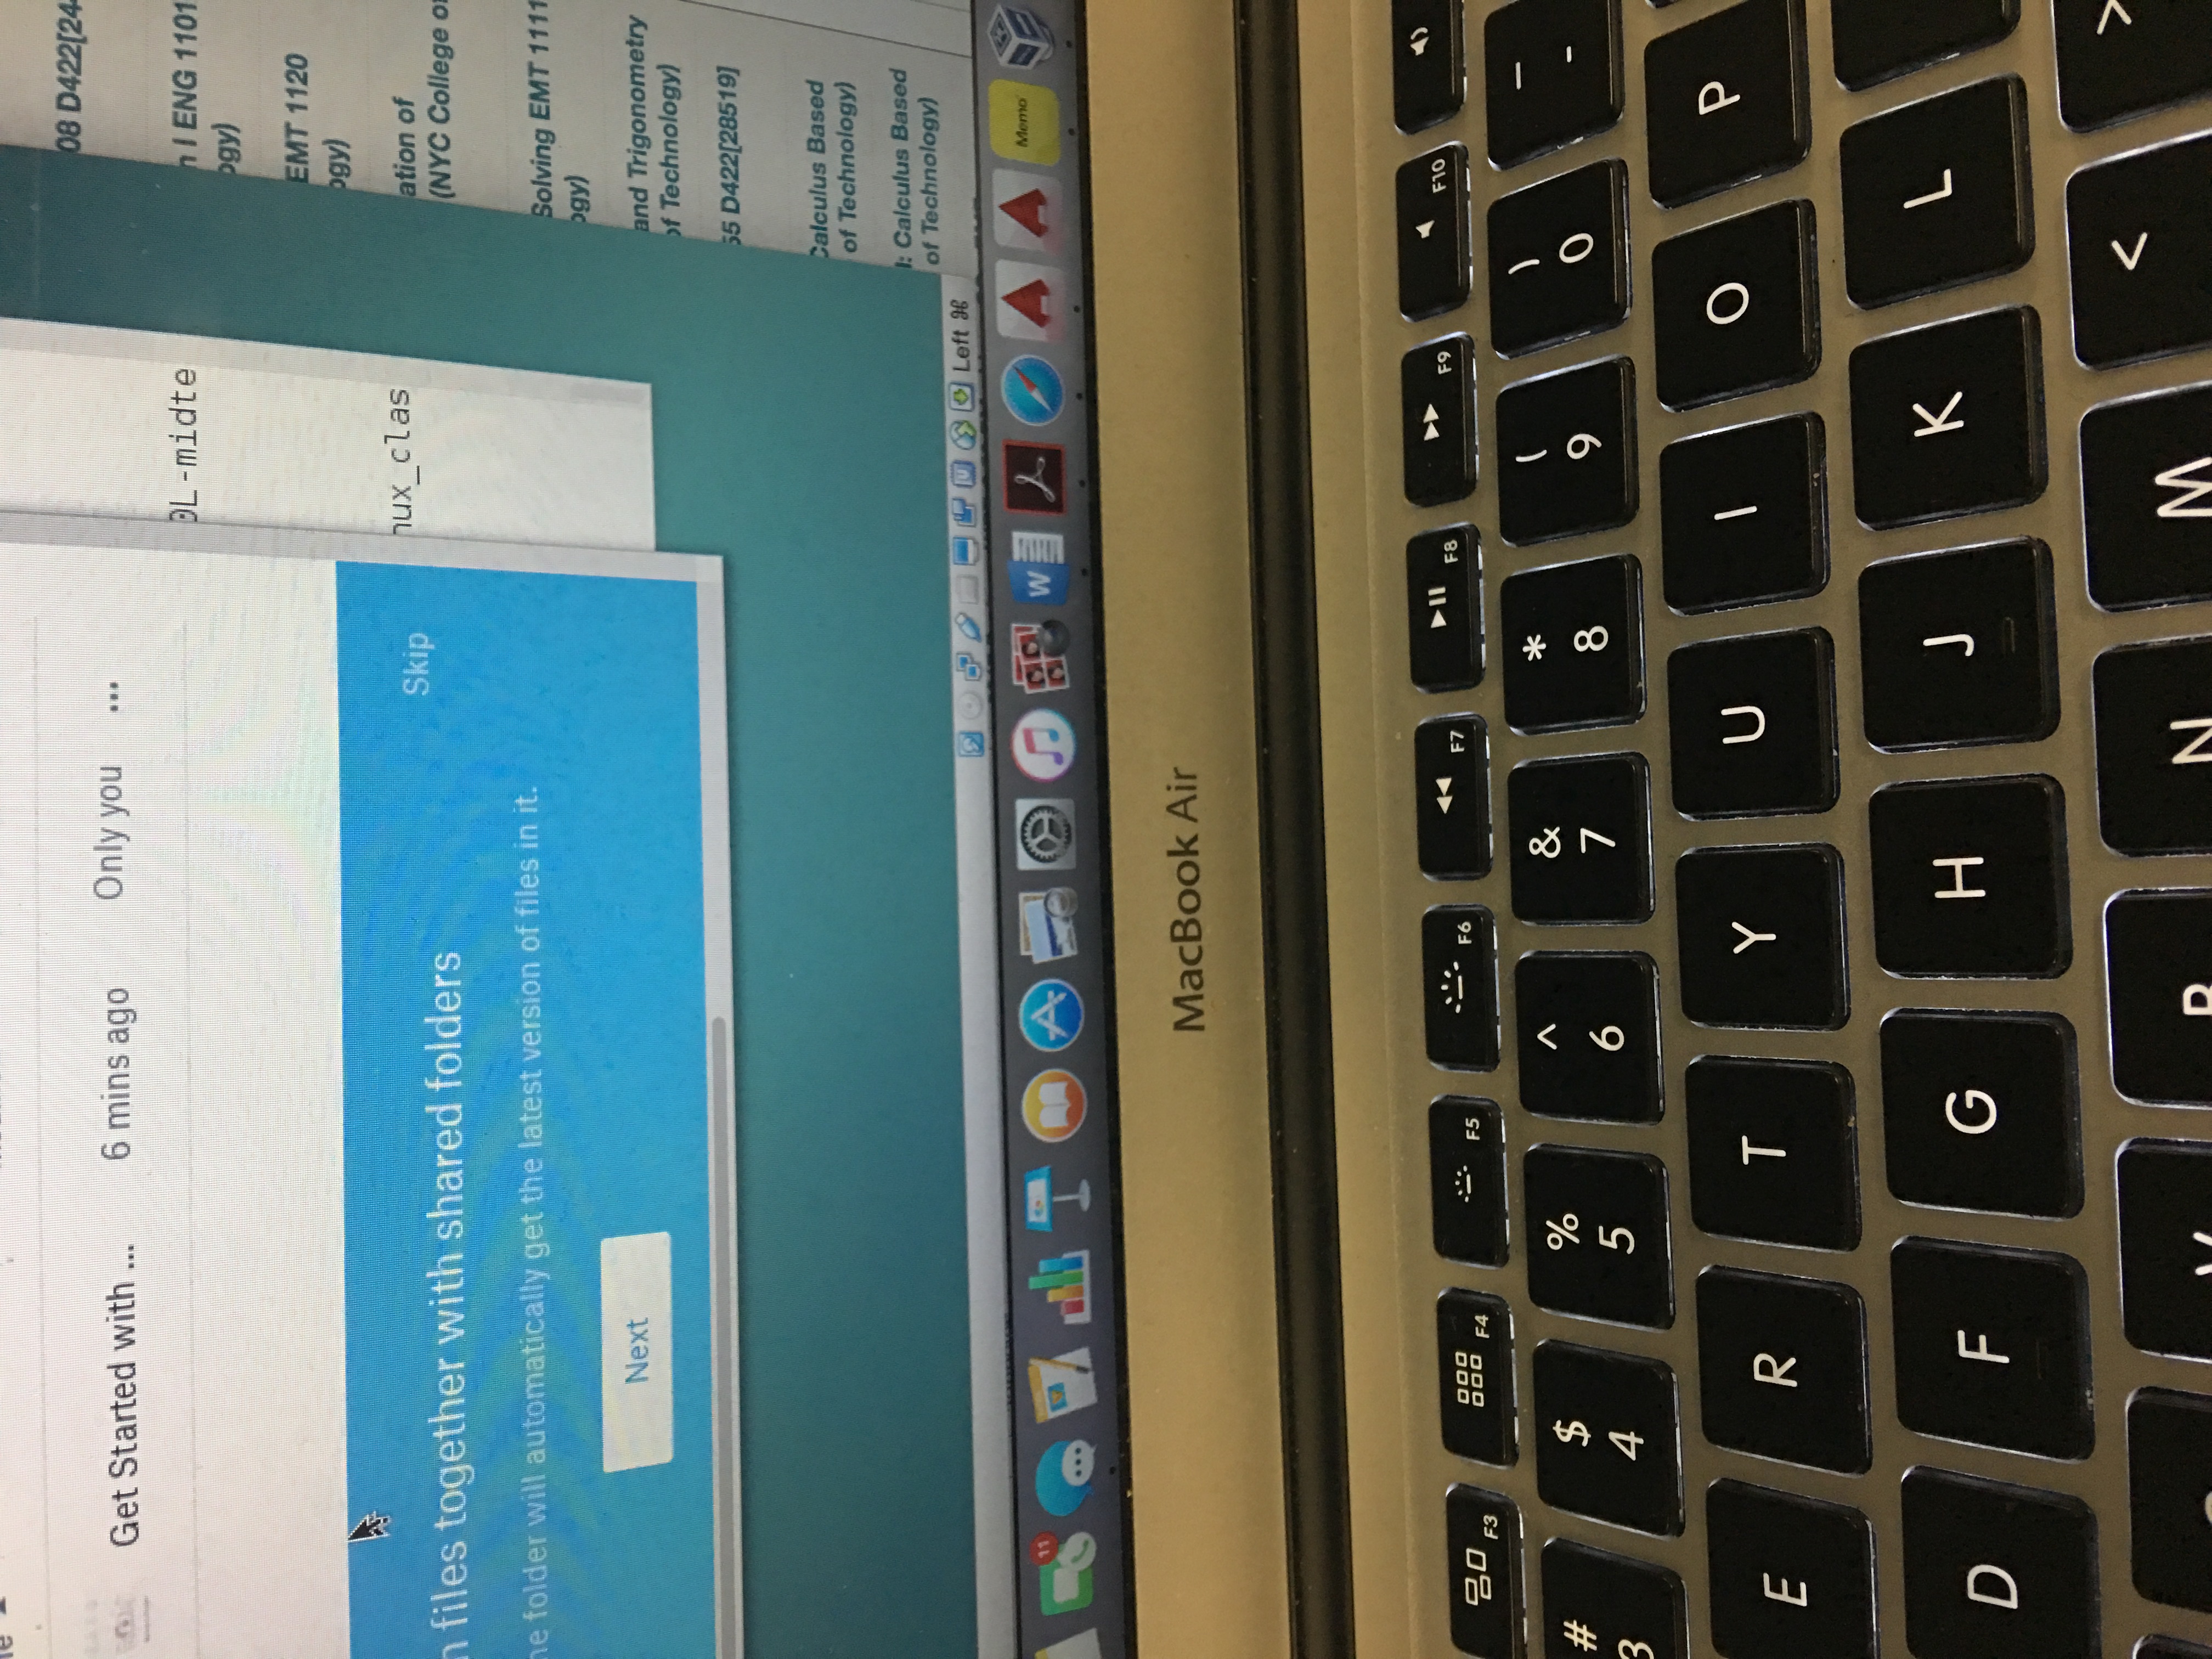 Get Started with ... 6 mins ago Only you ...
files together with shared folders
Skip
folder will automatically get the latest version of files in it.
Next
0L-midte
nux_clas
08 D422[24
n I ENG 1101
ogy)
EMT 1120
ogy)
ation of
(NYC College of
Solving EMT 1111
ogy)
and Trigonometry
of Technology)
55 D422[28519]
Calculus Based
of Technology)
I: Calculus Based
of Technology)
Left ⌘
11
W
Memo
MacBook Air
F3 F4 F5 F6 F7 F8 F9 F10
# $ % ^ & * ( ) —
3 4 5 6 7 8 9 0 -
E R T Y U I O P
D F G H J K L
< >
V B N M